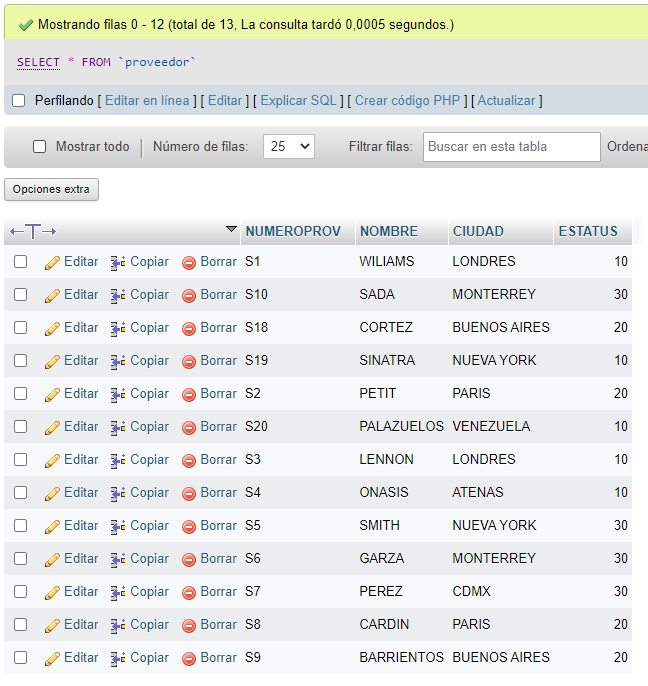 Mostrando filas 0 - 12 (total de 13, La consulta tardó 0,0005 segundos.)
SELECT * FROM `proveedor`
Perfilando [ Editar en línea ] [ Editar ] [ Explicar SQL ] [ Crear código PHP ] [ Actualizar ]
Mostrar todo Número de filas: 25 Filtrar filas: Buscar en esta tabla Ordena
Opciones extra
←T→ NUMEROPROV NOMBRE CIUDAD ESTATUS
Editar Copiar Borrar S1 WILIAMS LONDRES 10
Editar Copiar Borrar S10 SADA MONTERREY 30
Editar Copiar Borrar S18 CORTEZ BUENOS AIRES 20
Editar Copiar Borrar S19 SINATRA NUEVA YORK 10
Editar Copiar Borrar S2 PETIT PARIS 20
Editar Copiar Borrar S20 PALAZUELOS VENEZUELA 10
Editar Copiar Borrar S3 LENNON LONDRES 10
Editar Copiar Borrar S4 ONASIS ATENAS 10
Editar Copiar Borrar S5 SMITH NUEVA YORK 30
Editar Copiar Borrar S6 GARZA MONTERREY 30
Editar Copiar Borrar S7 PEREZ CDMX 30
Editar Copiar Borrar S8 CARDIN PARIS 20
Editar Copiar Borrar S9 BARRIENTOS BUENOS AIRES 20